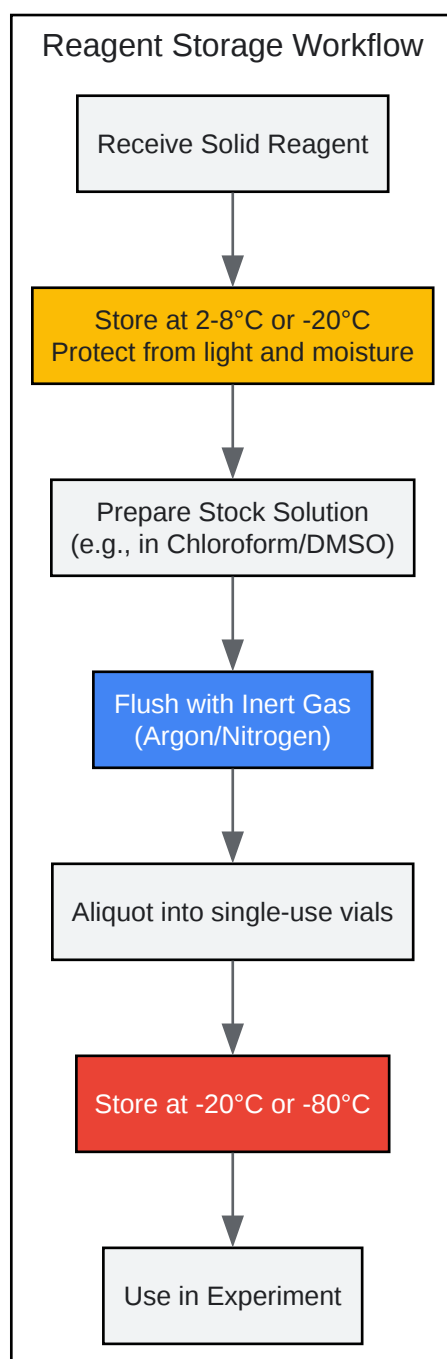 Reagent Storage Workflow
Receive Solid Reagent
Store at 2-8°C or -20°C
Protect from light and moisture
Prepare Stock Solution
(e.g., in Chloroform/DMSO)
Flush with Inert Gas
(Argon/Nitrogen)
Aliquot into single-use vials
Store at -20°C or -80°C
Use in Experiment